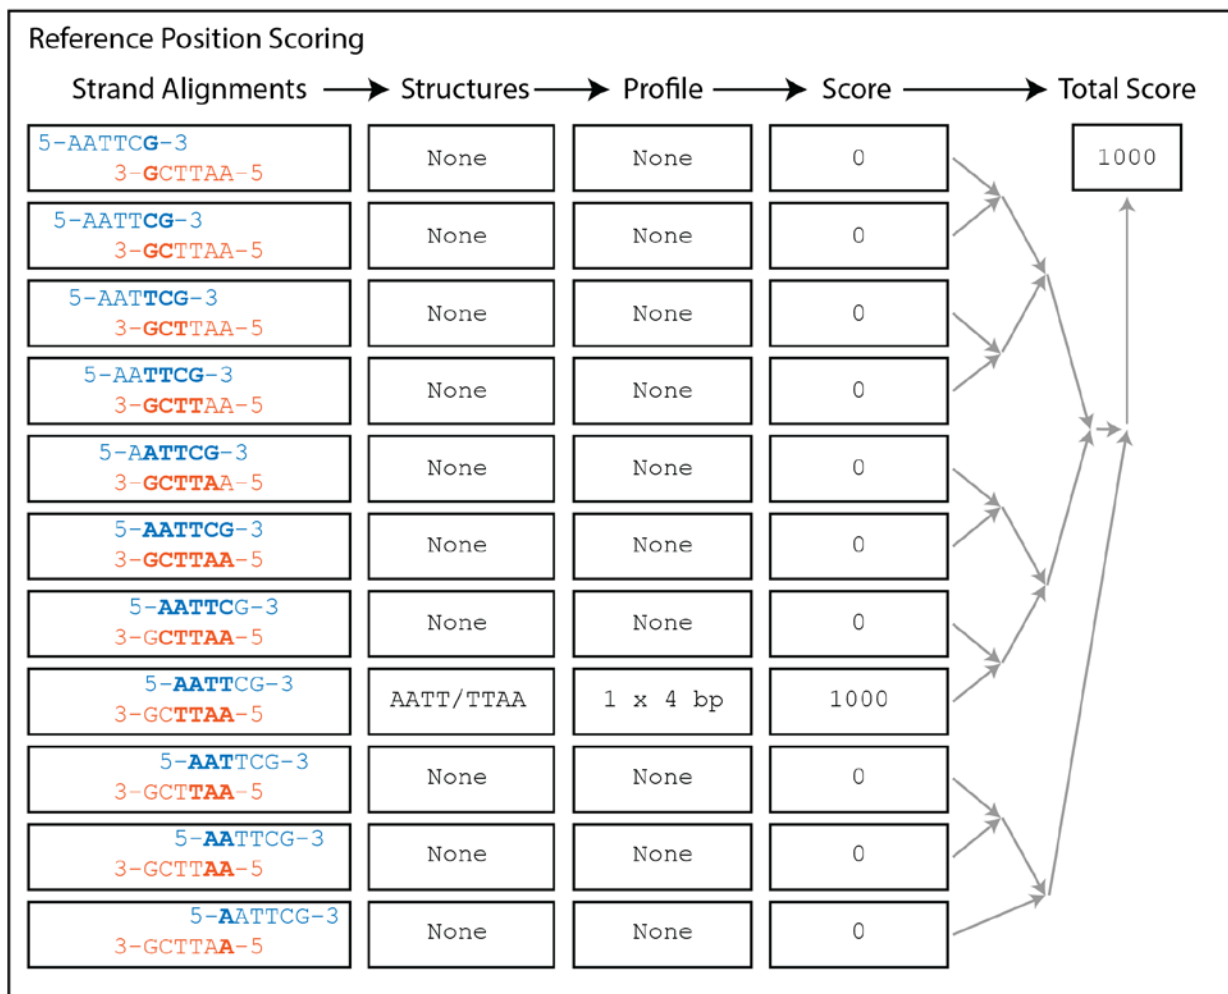 Reference Position Scoring
Strand Alignments Structures Profile Score Total Score
5-AATTCG-3
3-GCTTAA-5
None None 0 1000
5-AATTCG-3
3-GCTTAA-5
None None 0
5-AATTCG-3
3-GCTTAA-5
None None 0
5-AATTCG-3
3-GCTTAA-5
None None 0
5-AATTCG-3
3-GCTTAA-5
None None 0
5-AATTCG-3
3-GCTTAA-5
None None 0
5-AATTCG-3
3-GCTTAA-5
None None 0
5-AATTCG-3
3-GCTTAA-5
AATT/TTAA 1 x 4 bp 1000
5-AATTCG-3
3-GCTTAA-5
None None 0
5-AATTCG-3
3-GCTTAA-5
None None 0
5-AATTCG-3
3-GCTTAA-5
None None 0